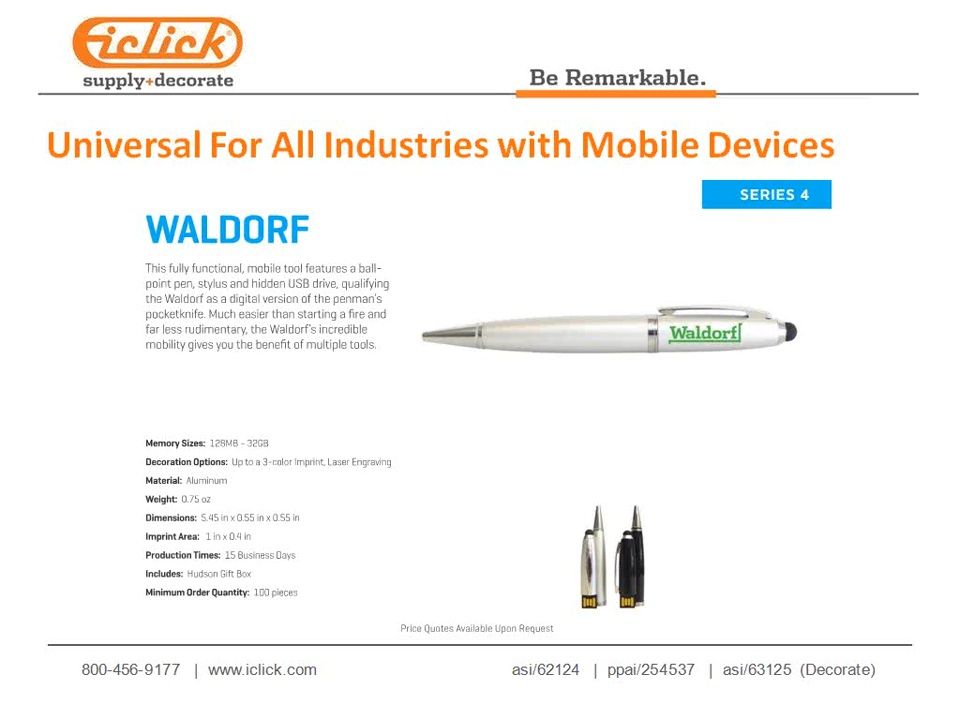 iclick®
supply+decorate
Be Remarkable.
Universal For All Industries with Mobile Devices
SERIES 4
WALDORF
This fully functional, mobile tool features a ball-
point pen, stylus and hidden USB drive, qualifying
the Waldorf as a digital version of the penman's
pocketknife. Much easier than starting a fire and
far less rudimentary, the Waldorf's incredible
mobility gives you the benefit of multiple tools.
Waldorf
Memory Sizes: 128MB - 32GB
Decoration Options: Up to a 3-color Imprint, Laser Engraving
Material: Aluminum
Weight: 0.75 oz
Dimensions: 5.45 in x 0.55 in x 0.55 in
Imprint Area: 1 in x 0.4 in
Production Times: 15 Business Days
Includes: Hudson Gift Box
Minimum Order Quantity: 100 pieces
Price Quotes Available Upon Request
800-456-9177 | www.iclick.com
asi/62124 | ppai/254537 | asi/63125 (Decorate)